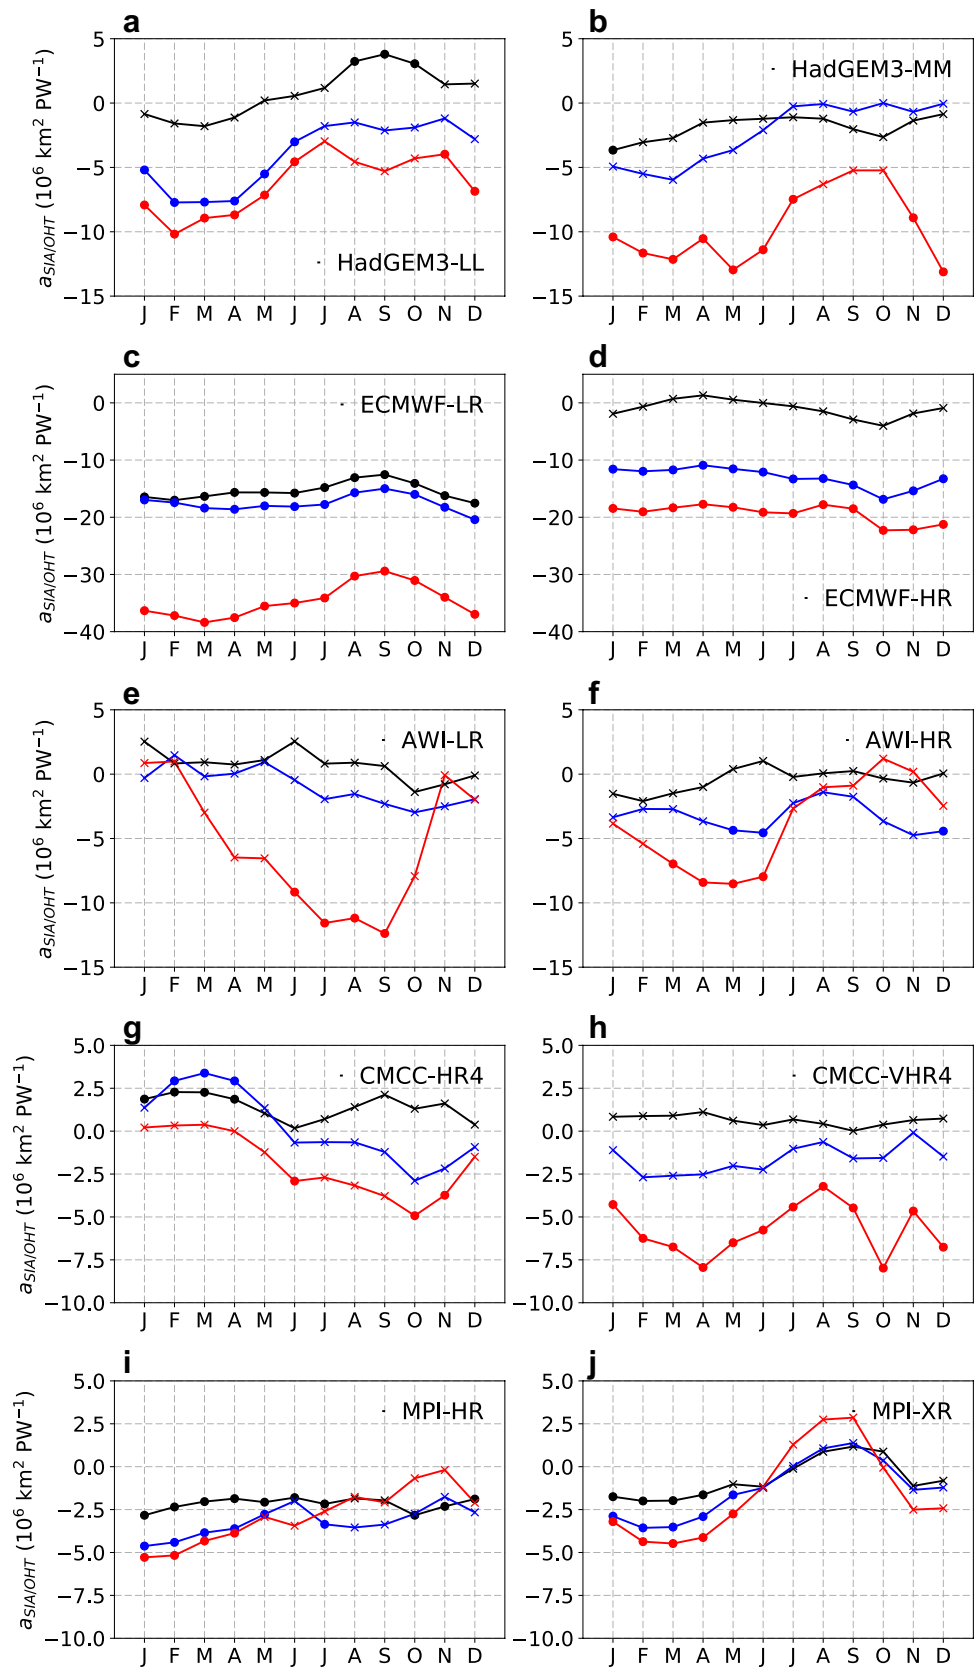 a
5
0
−5
−10
−15
a_SIA/OHT (10⁶ km² PW⁻¹)
HadGEM3-LL
J F M A M J J A S O N D
b
5
0
−5
−10
−15
HadGEM3-MM
J F M A M J J A S O N D
c
0
−10
−20
−30
−40
a_SIA/OHT (10⁶ km² PW⁻¹)
ECMWF-LR
J F M A M J J A S O N D
d
0
−10
−20
−30
−40
ECMWF-HR
J F M A M J J A S O N D
e
5
0
−5
−10
−15
a_SIA/OHT (10⁶ km² PW⁻¹)
AWI-LR
J F M A M J J A S O N D
f
5
0
−5
−10
−15
AWI-HR
J F M A M J J A S O N D
g
5.0
2.5
0.0
−2.5
−5.0
−7.5
−10.0
a_SIA/OHT (10⁶ km² PW⁻¹)
CMCC-HR4
J F M A M J J A S O N D
h
5.0
2.5
0.0
−2.5
−5.0
−7.5
−10.0
CMCC-VHR4
J F M A M J J A S O N D
i
5.0
2.5
0.0
−2.5
−5.0
−7.5
−10.0
a_SIA/OHT (10⁶ km² PW⁻¹)
MPI-HR
J F M A M J J A S O N D
j
5.0
2.5
0.0
−2.5
−5.0
−7.5
−10.0
MPI-XR
J F M A M J J A S O N D